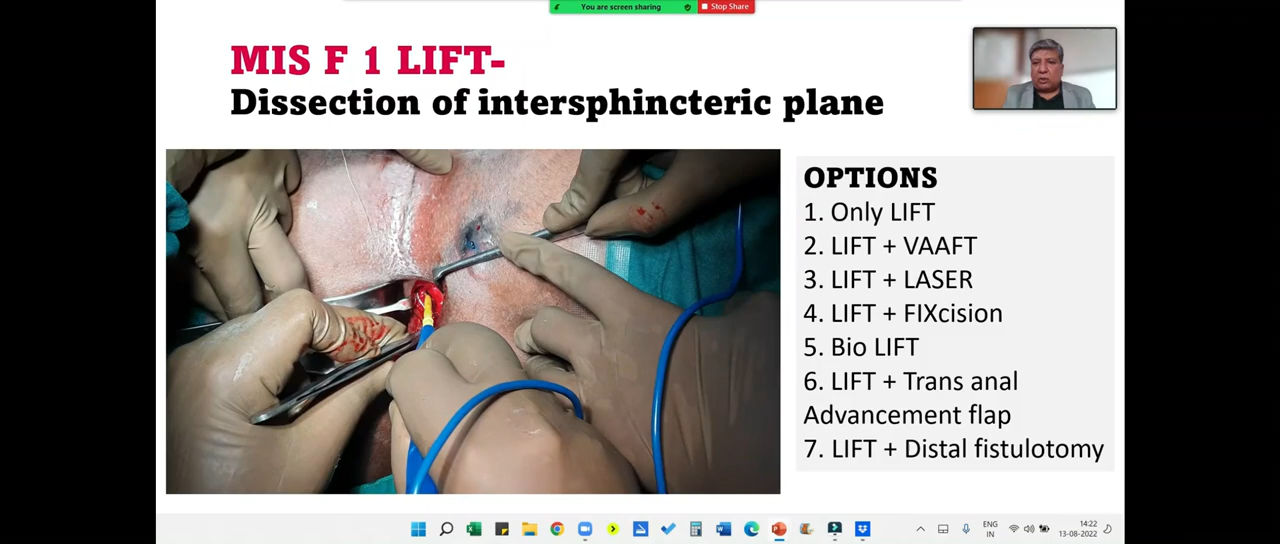 You are screen sharing
Stop Share
MIS F 1 LIFT-
Dissection of intersphincteric plane
OPTIONS
1. Only LIFT
2. LIFT + VAAFT
3. LIFT + LASER
4. LIFT + FIXcision
5. Bio LIFT
6. LIFT + Trans anal
Advancement flap
7. LIFT + Distal fistulotomy
ENG
IN
14:22
13-08-2022